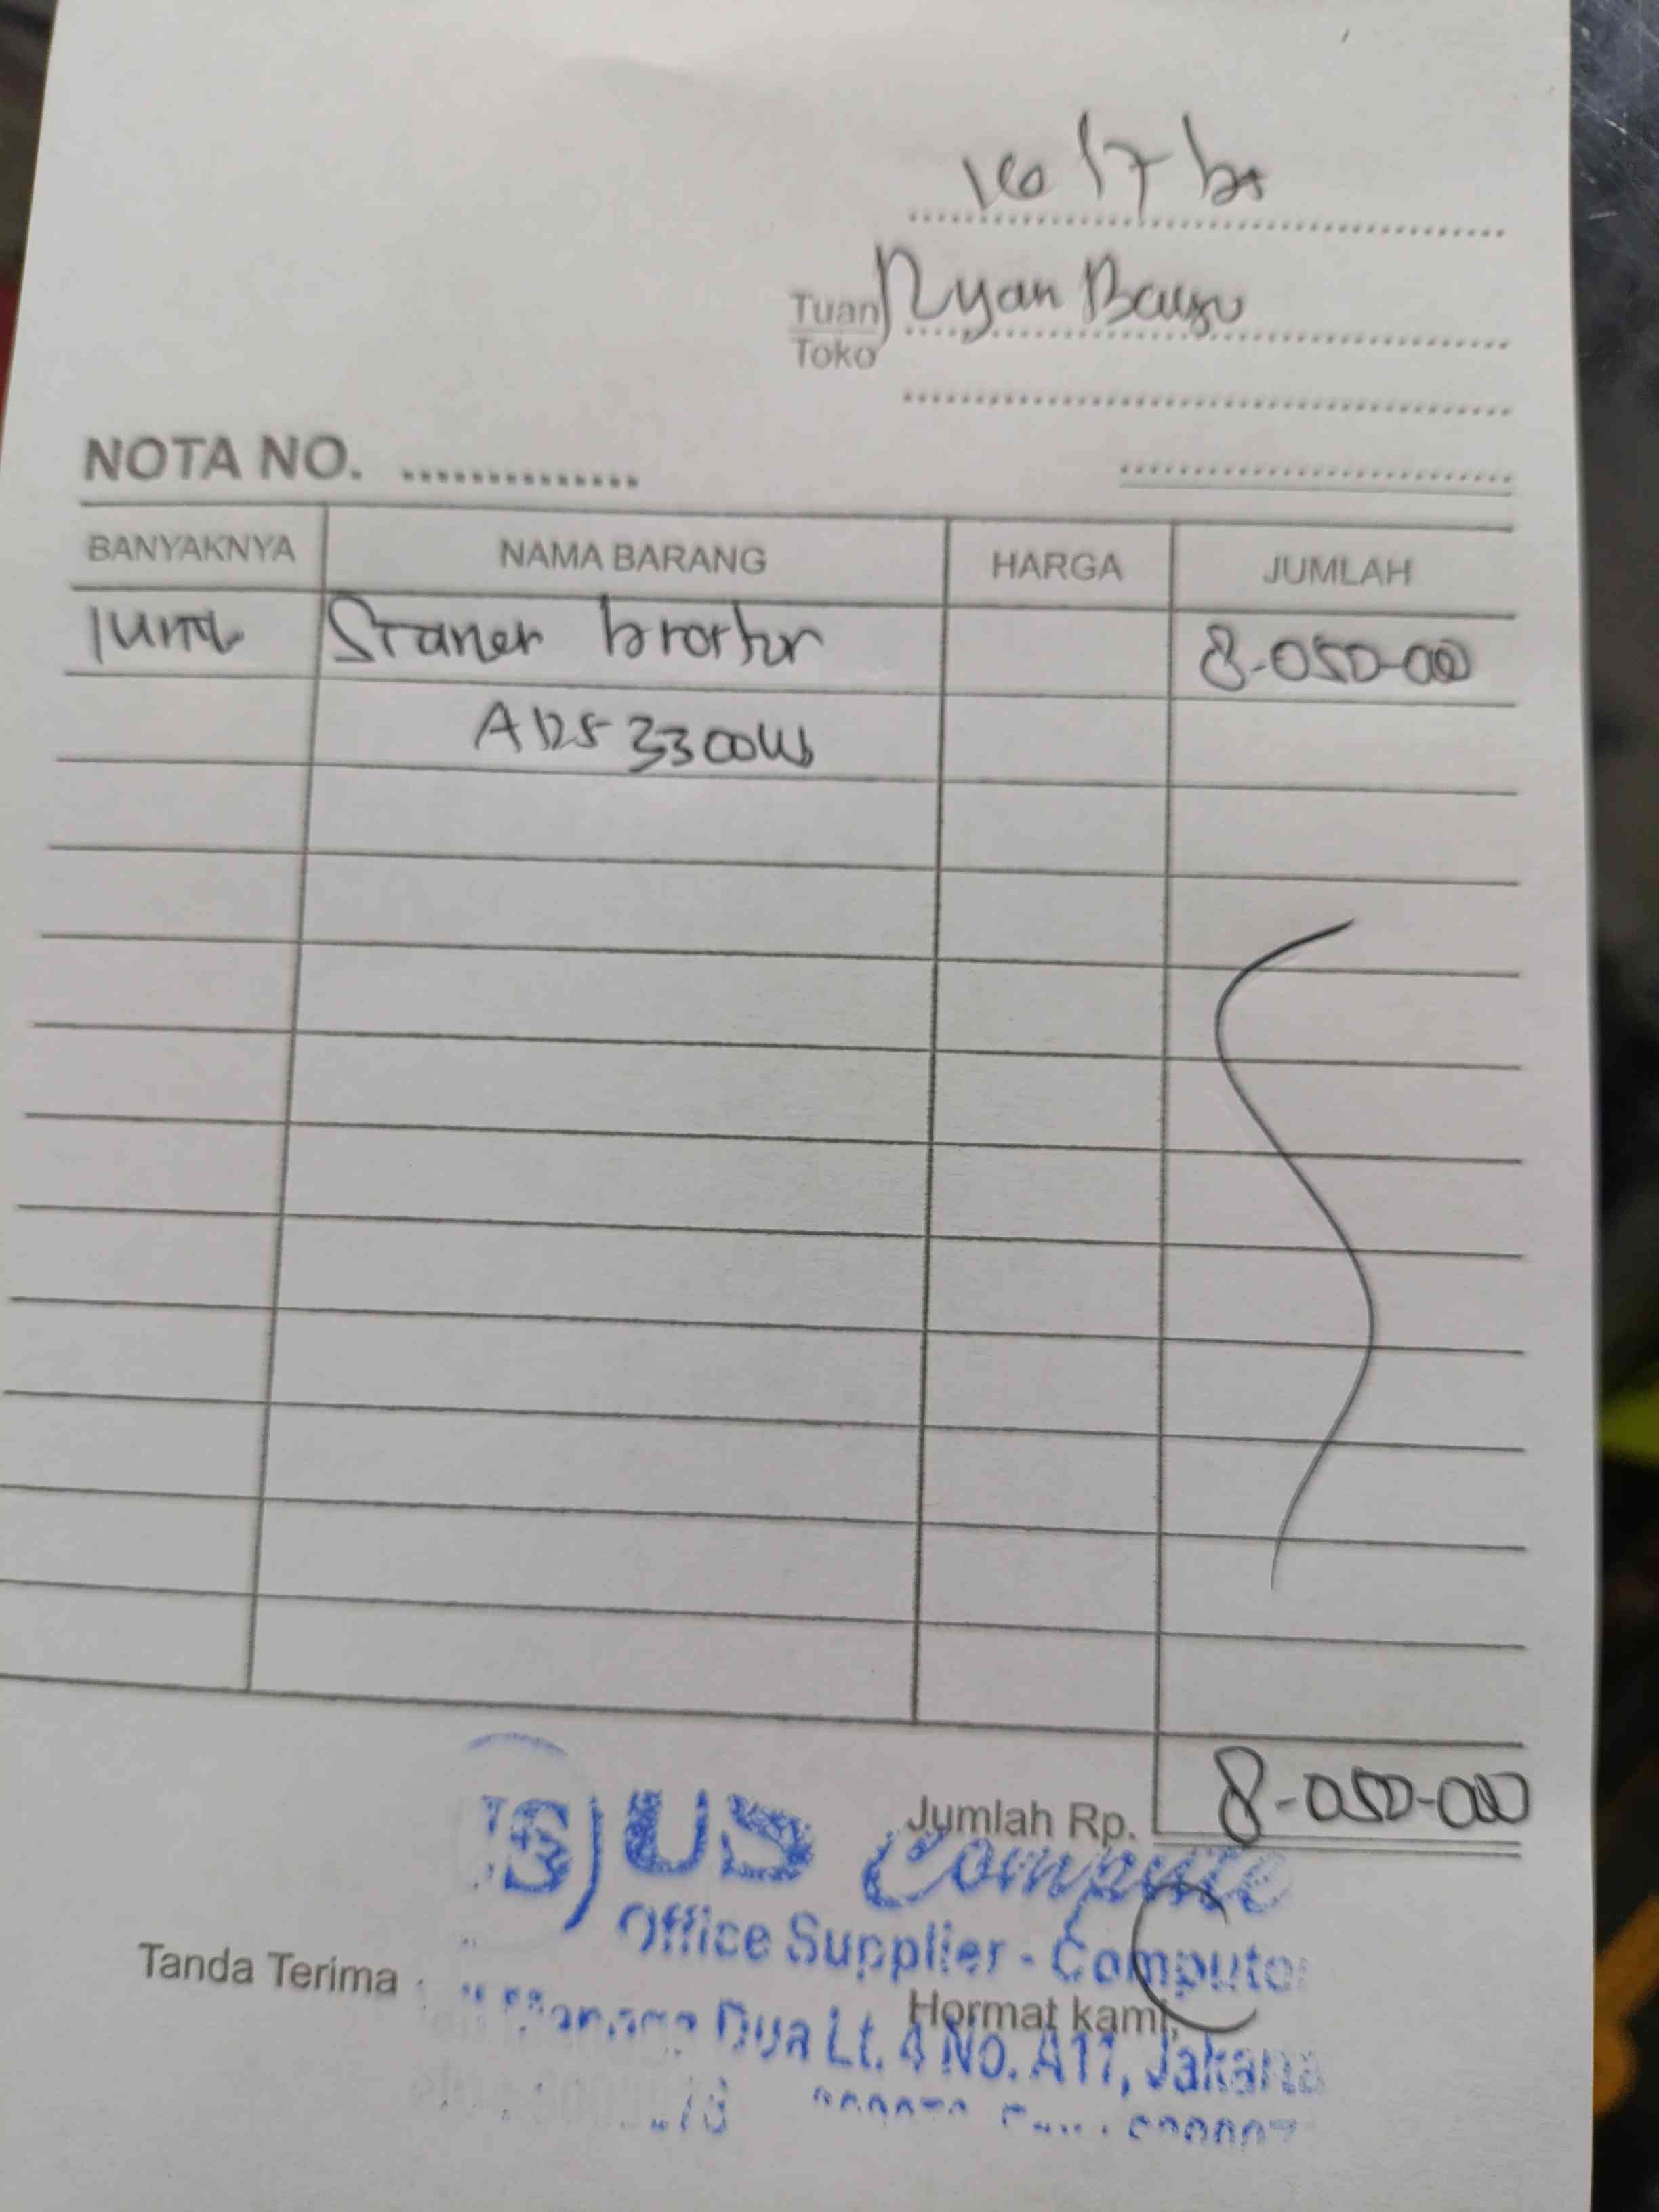 16/7
Tuan Ryan Bayu
Toko
NOTA NO. ..............
BANYAKNYA NAMA BARANG HARGA JUMLAH
1 unit Scaner brother 8-050-000
ADS 3300W
Jumlah Rp. 8-050-000
US Compute
Office Supplier - Computer
Tanda Terima
Hormat kami,
Dua Lt. 4 No. A11, Jakarta